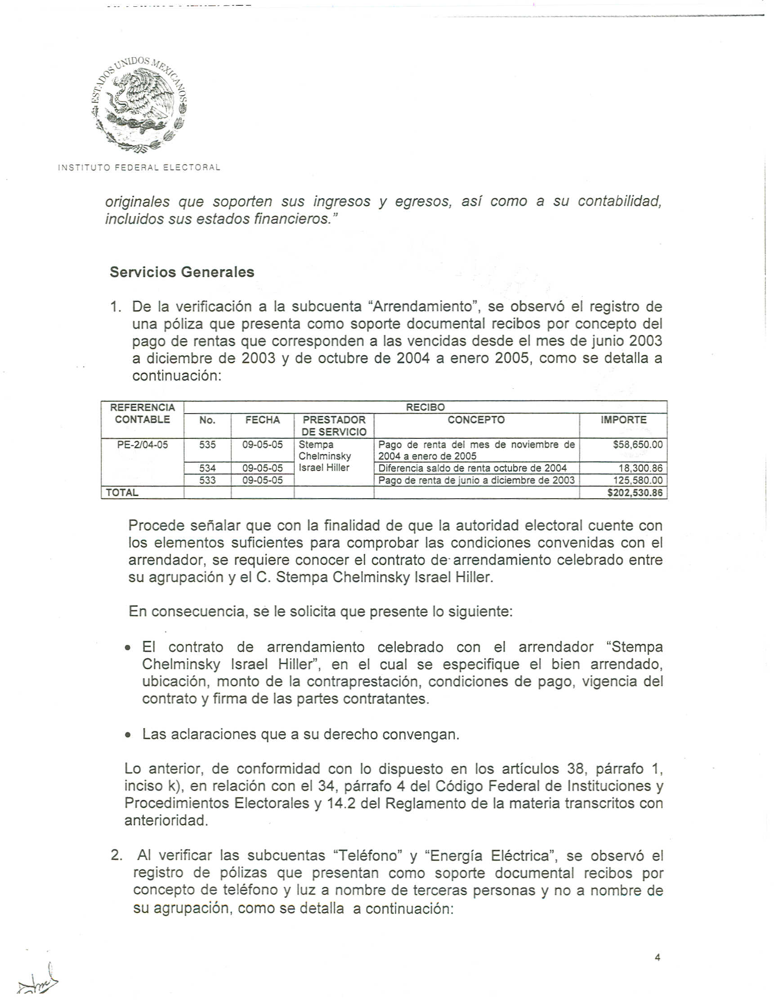 ESTADOS UNIDOS MEXICANOS
INSTITUTO FEDERAL ELECTORAL
originales que soporten sus ingresos y egresos, así como a su contabilidad,
incluidos sus estados financieros.”
Servicios Generales
1. De la verificación a la subcuenta “Arrendamiento”, se observó el registro de
una póliza que presenta como soporte documental recibos por concepto del
pago de rentas que corresponden a las vencidas desde el mes de junio 2003
a diciembre de 2003 y de octubre de 2004 a enero 2005, como se detalla a
continuación:
REFERENCIA CONTABLE RECIBO
No. FECHA PRESTADOR DE SERVICIO CONCEPTO IMPORTE
PE-2/04-05 535 09-05-05 Stempa Chelminsky Israel Hiller Pago de renta del mes de noviembre de 2004 a enero de 2005 $58,650.00
534 09-05-05 Diferencia saldo de renta octubre de 2004 18,300.86
533 09-05-05 Pago de renta de junio a diciembre de 2003 125,580.00
TOTAL $202,530.86
Procede señalar que con la finalidad de que la autoridad electoral cuente con
los elementos suficientes para comprobar las condiciones convenidas con el
arrendador, se requiere conocer el contrato de arrendamiento celebrado entre
su agrupación y el C. Stempa Chelminsky Israel Hiller.
En consecuencia, se le solicita que presente lo siguiente:
• El contrato de arrendamiento celebrado con el arrendador “Stempa
Chelminsky Israel Hiller”, en el cual se especifique el bien arrendado,
ubicación, monto de la contraprestación, condiciones de pago, vigencia del
contrato y firma de las partes contratantes.
• Las aclaraciones que a su derecho convengan.
Lo anterior, de conformidad con lo dispuesto en los artículos 38, párrafo 1,
inciso k), en relación con el 34, párrafo 4 del Código Federal de Instituciones y
Procedimientos Electorales y 14.2 del Reglamento de la materia transcritos con
anterioridad.
2. Al verificar las subcuentas “Teléfono” y “Energía Eléctrica”, se observó el
registro de pólizas que presentan como soporte documental recibos por
concepto de teléfono y luz a nombre de terceras personas y no a nombre de
su agrupación, como se detalla a continuación:
4